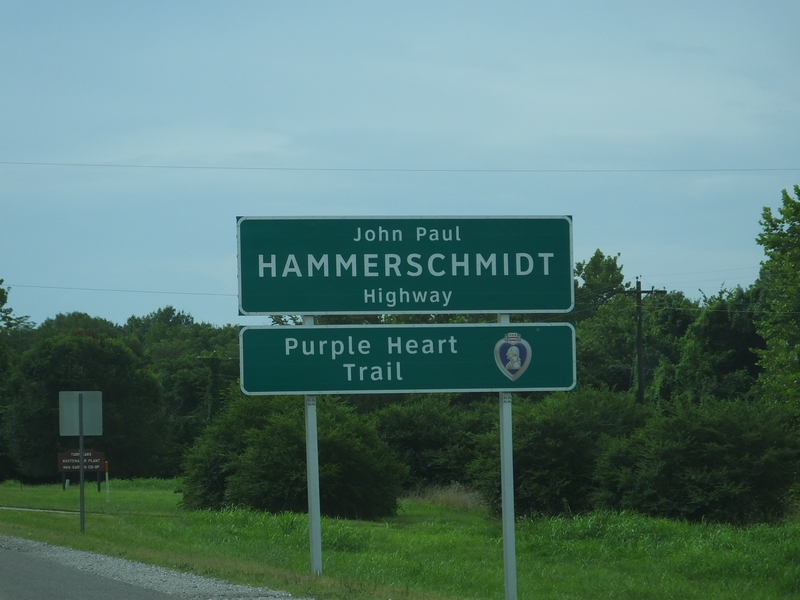 John Paul
HAMMERSCHMIDT
Highway
Purple Heart
Trail